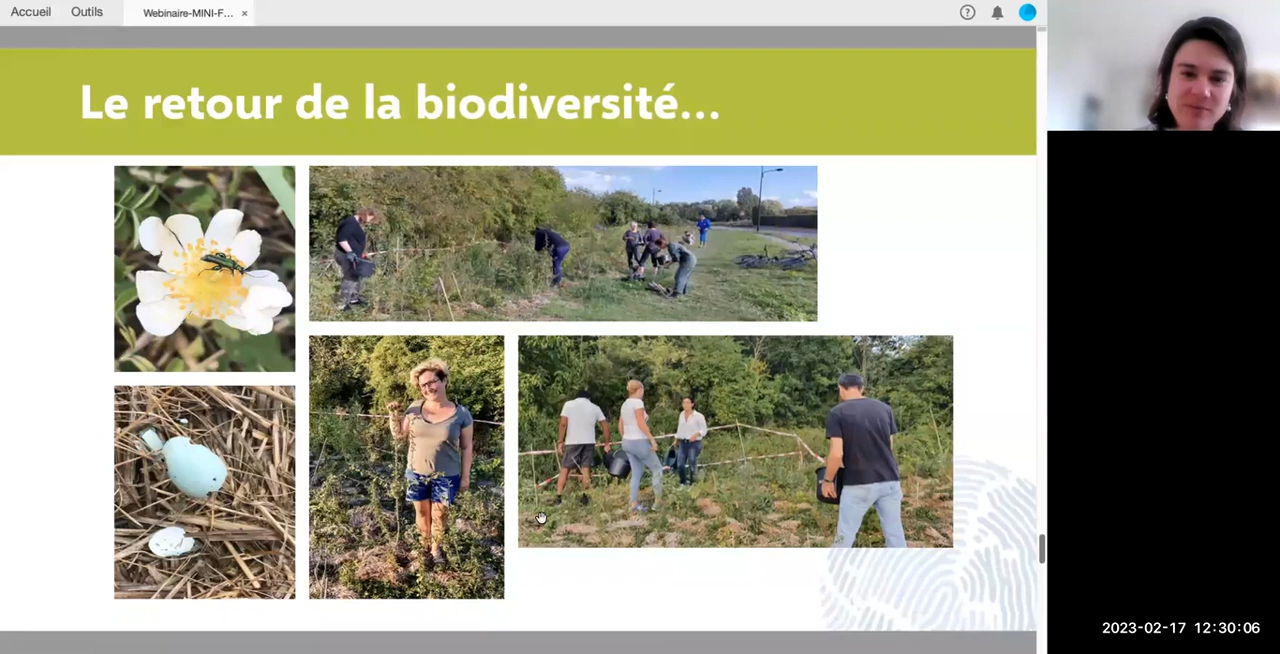 Accueil Outils Webinaire-MINI-F... ×
Le retour de la biodiversité...
2023-02-17 12:30:06